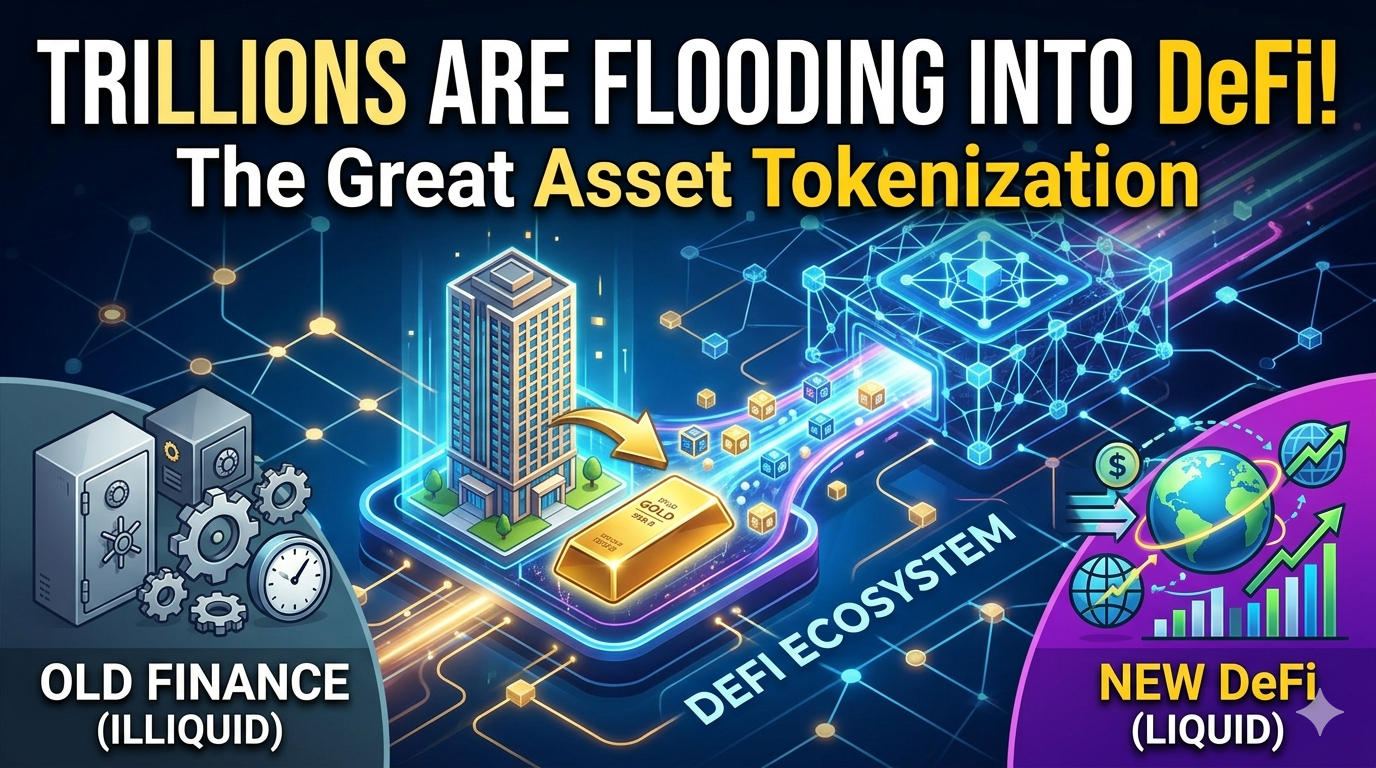 TRILLIONS ARE FLOODING INTO DeFi!
The Great Asset Tokenization
GOLD
DEFI ECOSYSTEM
$
OLD FINANCE
(ILLIQUID)
NEW DeFi
(LIQUID)